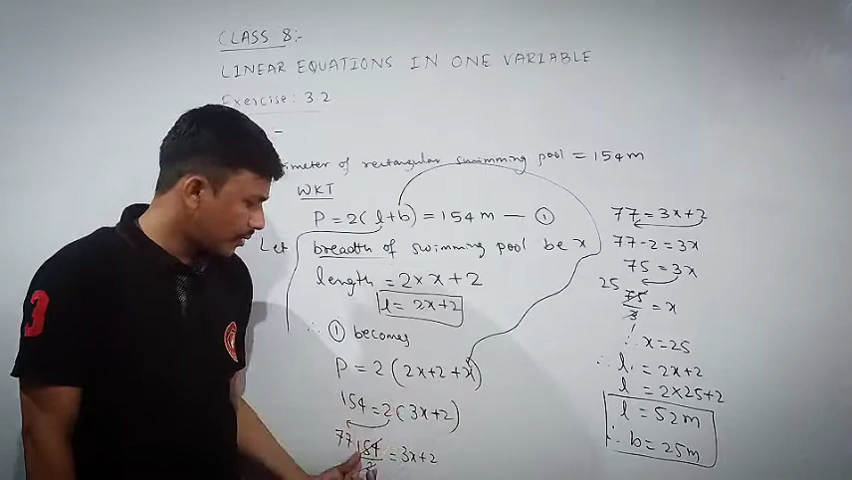 CLASS 8:-
LINEAR EQUATIONS IN ONE VARIABLE
Exercise: 3.2
-
imeter of rectangular swimming pool = 154m
WKT
P = 2(l+b) = 154 m — ①
Let breadth of swimming pool be x
length = 2×x+2
l = 2x+2
∴ ① becomes
P = 2(2x+2+x)
154 = 2(3x+2)
77
154/2 = 3x+2
77 = 3x+2
77-2 = 3x
75 = 3x
25
75/3 = x
1
∴ x = 25
∴ l = 2x+2
l = 2×25+2
l = 52m
∴ b = 25m
3